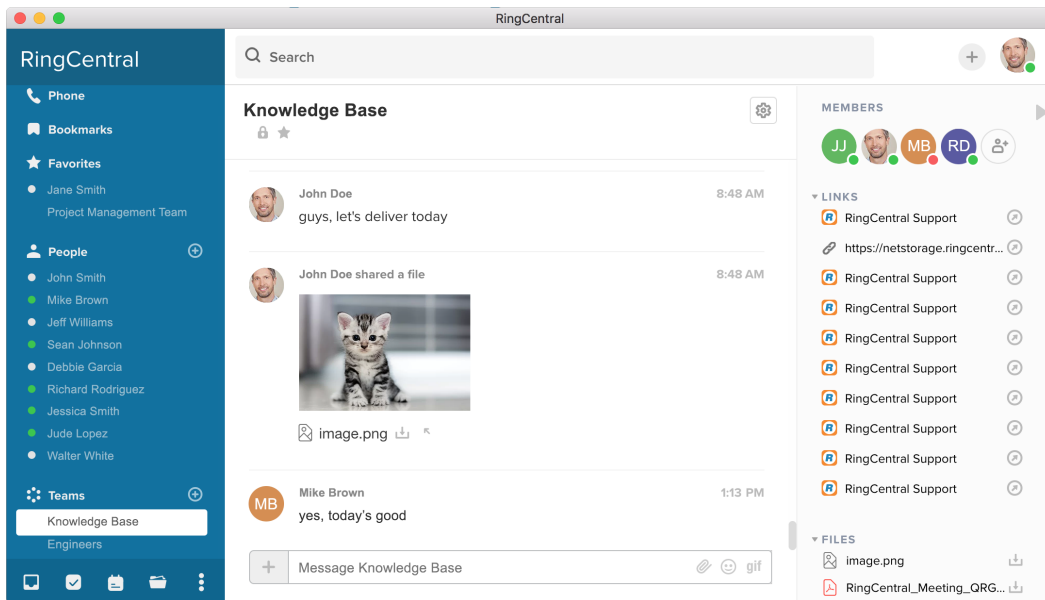 RingCentral
RingCentral
Search
Phone
Bookmarks
Favorites
Jane Smith
Project Management Team
People
John Smith
Mike Brown
Jeff Williams
Sean Johnson
Debbie Garcia
Richard Rodriguez
Jessica Smith
Jude Lopez
Walter White
Teams
Knowledge Base
Engineers
Knowledge Base
John Doe 8:48 AM
guys, let's deliver today
John Doe shared a file 8:48 AM
image.png
MB
Mike Brown 1:13 PM
yes, today's good
Message Knowledge Base gif
MEMBERS
JJ MB RD
LINKS
R RingCentral Support
https://netstorage.ringcentr...
R RingCentral Support
R RingCentral Support
R RingCentral Support
R RingCentral Support
R RingCentral Support
R RingCentral Support
R RingCentral Support
R RingCentral Support
FILES
image.png
RingCentral_Meeting_QRG...